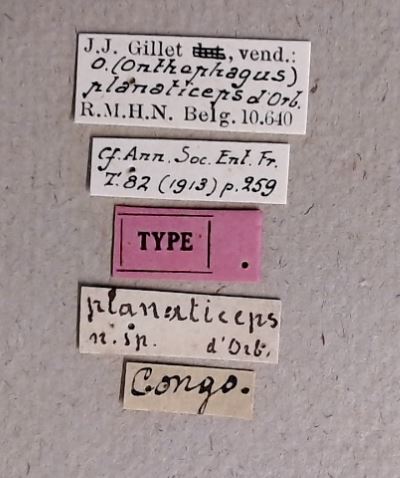 J.J. Gillet det., vend.:
O. (Onthophagus)
planaticeps d'Orb.
R.M.H.N. Belg. 10.640
Cf. Ann. Soc. Ent. Fr.
T. 82 (1913) p. 259
TYPE
planaticeps
n. sp. d'Orb.
Congo.